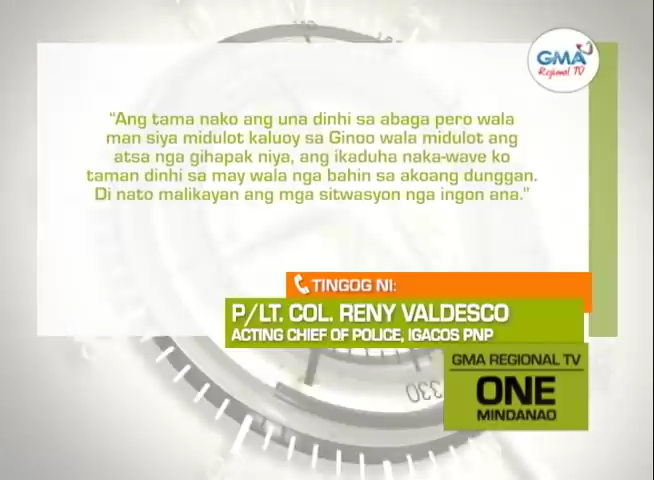 GMA
Regional TV
“Ang tama nako ang una dinhi sa abaga pero wala
man siya midulot kaluoy sa Ginoo wala midulot ang
atsa nga gihapak niya, ang ikaduha naka-wave ko
taman dinhi sa may wala nga bahin sa akoang dunggan.
Di nato malikayan ang mga sitwasyon nga ingon ana.”
TINGOG NI:
P/LT. COL. RENY VALDESCO
ACTING CHIEF OF POLICE, IGACOS PNP
GMA REGIONAL TV
ONE
MINDANAO
330